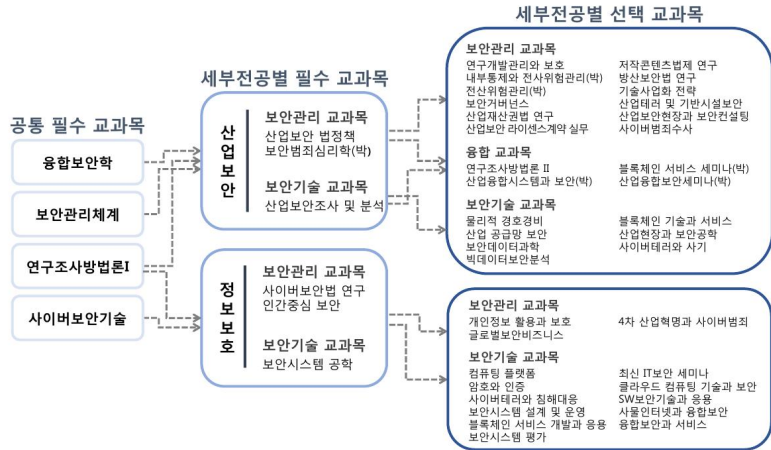 세부전공별 선택 교과목
세부전공별 필수 교과목
공통 필수 교과목
융합보안학
보안관리체계
연구조사방법론I
사이버보안기술
산업보안
보안관리 교과목
산업보안 법정책
보안범죄심리학(박)
보안기술 교과목
산업보안조사 및 분석
정보보호
보안관리 교과목
사이버보안법 연구
인간중심 보안
보안기술 교과목
보안시스템 공학
보안관리 교과목
연구개발관리와 보호 저작콘텐츠법제 연구
내부통제와 전사위험관리(박) 방산보안법 연구
전산위험관리(박) 기술사업화 전략
보안거버넌스 산업테러 및 기반시설보안
산업재산권법 연구 산업보안현장과 보안컨설팅
산업보안 라이센스계약 실무 사이버범죄수사
융합 교과목
연구조사방법론 II 블록체인 서비스 세미나(박)
산업융합시스템과 보안(박) 산업융합보안세미나(박)
보안기술 교과목
물리적 경호경비 블록체인 기술과 서비스
산업 공급망 보안 산업현장과 보안공학
보안데이터과학 사이버테러와 사기
빅데이터보안분석
보안관리 교과목
개인정보 활용과 보호 4차 산업혁명과 사이버범죄
글로벌보안비즈니스
보안기술 교과목
컴퓨팅 플랫폼 최신 IT보안 세미나
암호와 인증 클라우드 컴퓨팅 기술과 보안
사이버테러와 침해대응 SW보안기술과 응용
보안시스템 설계 및 운영 사물인터넷과 융합보안
블록체인 서비스 개발과 응용 융합보안과 서비스
보안시스템 평가